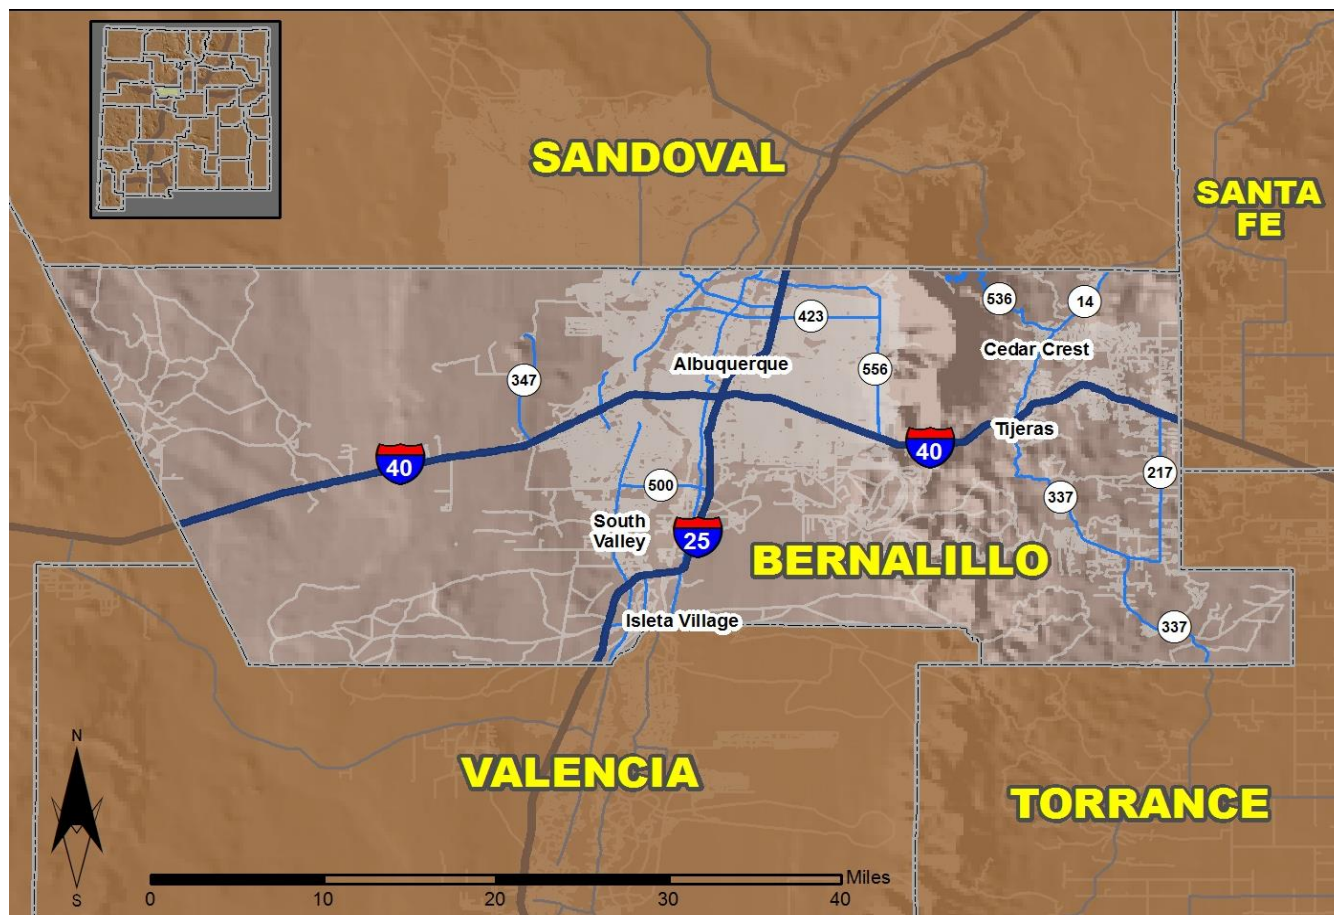 SANDOVAL
SANTA
FE
536
14
423
Cedar Crest
Albuquerque
347
556
Tijeras
40
40
217
500
337
South
Valley
25
BERNALILLO
Isleta Village
337
N
VALENCIA
TORRANCE
Miles
S
0
10
20
30
40